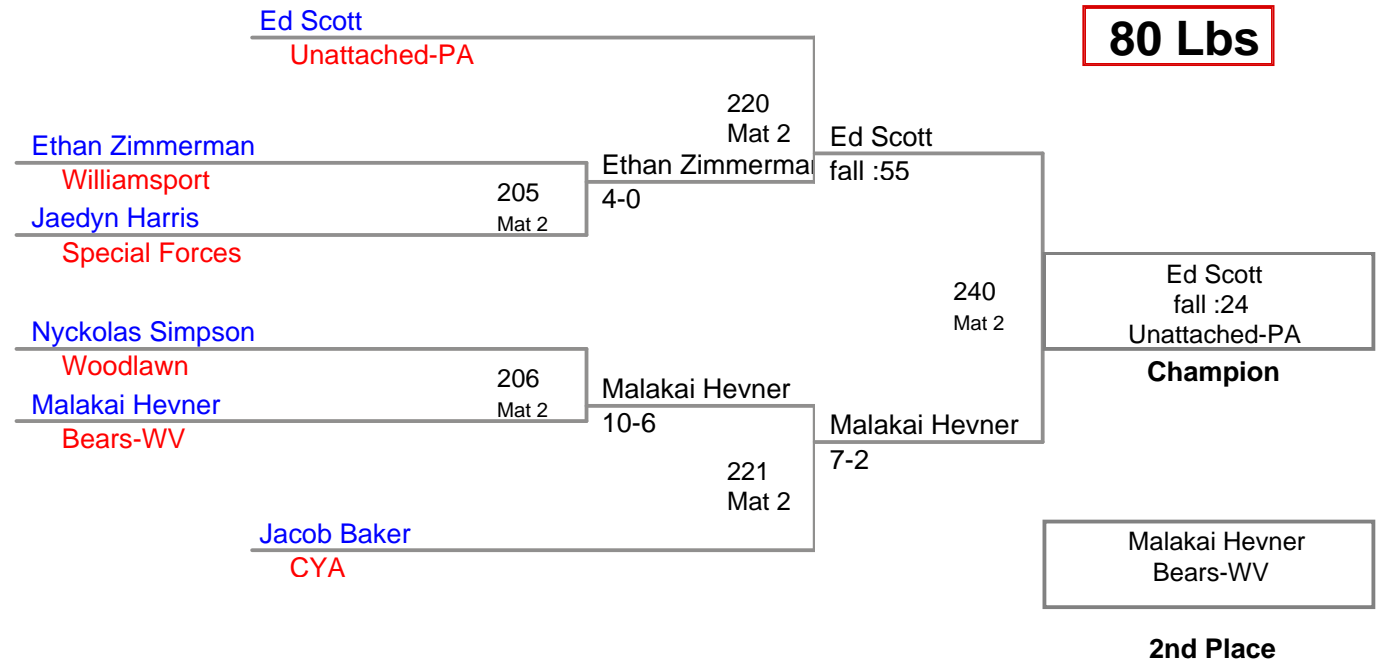 Ed Scott
Unattached-PA
80 Lbs
220
Mat 2
Ed Scott
fall :55
Ethan Zimmerman
Williamsport
205
Mat 2
Ethan Zimmerma
4-0
Jaedyn Harris
Special Forces
240
Mat 2
Ed Scott
fall :24
Unattached-PA
Champion
Nyckolas Simpson
Woodlawn
206
Mat 2
Malakai Hevner
10-6
Malakai Hevner
Bears-WV
Malakai Hevner
7-2
221
Mat 2
Jacob Baker
CYA
Malakai Hevner
Bears-WV
2nd Place